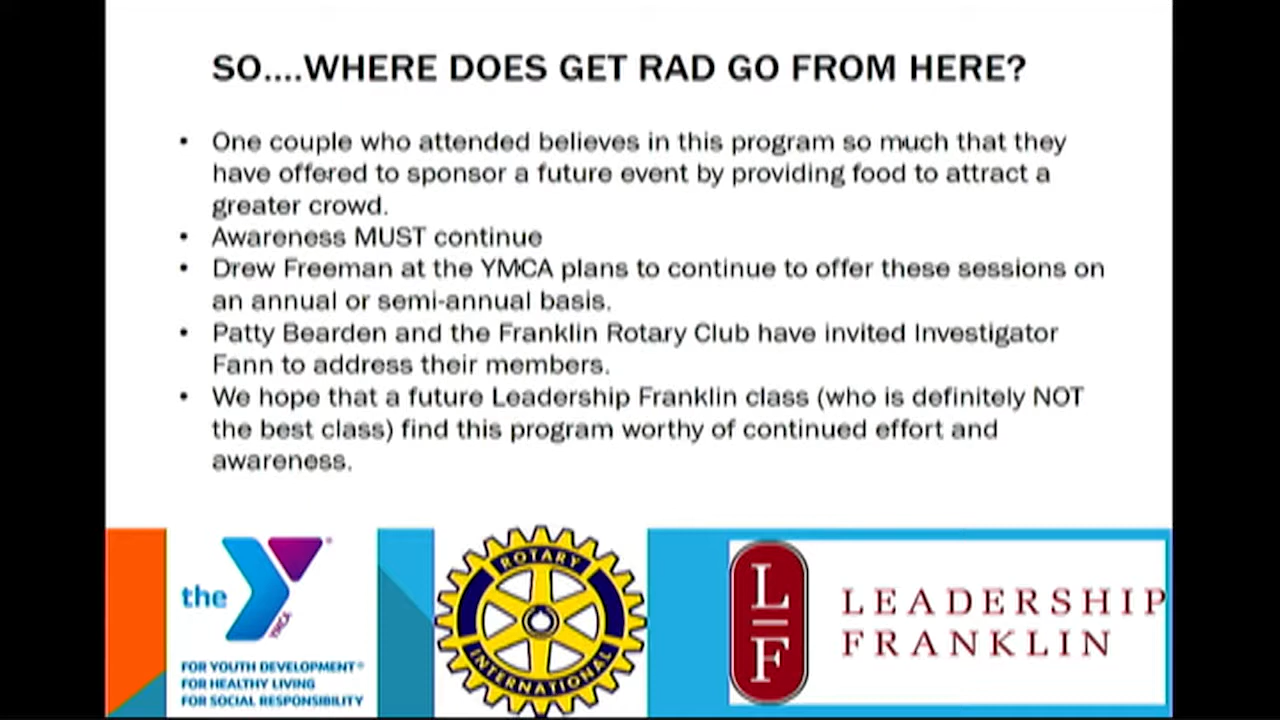 SO....WHERE DOES GET RAD GO FROM HERE?
• One couple who attended believes in this program so much that they
have offered to sponsor a future event by providing food to attract a
greater crowd.
• Awareness MUST continue
• Drew Freeman at the YMCA plans to continue to offer these sessions on
an annual or semi-annual basis.
• Patty Bearden and the Franklin Rotary Club have invited Investigator
Fann to address their members.
• We hope that a future Leadership Franklin class (who is definitely NOT
the best class) find this program worthy of continued effort and
awareness.
the Y®
YMCA
FOR YOUTH DEVELOPMENT®
FOR HEALTHY LIVING
FOR SOCIAL RESPONSIBILITY
ROTARY
INTERNATIONAL
L
F
LEADERSHIP
FRANKLIN